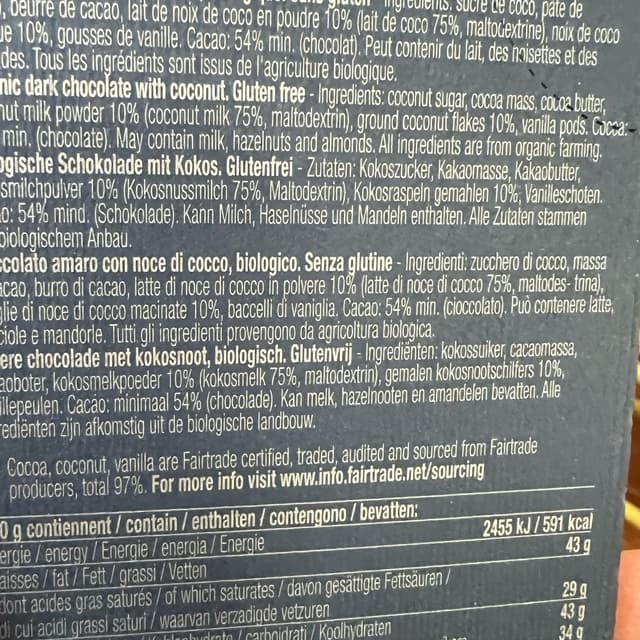 Ingrédients: sucre de coco, pâte de
, beurre de cacao, lait de noix de coco en poudre 10% (lait de coco 75%, maltodextrine), noix de coco
ue 10%, gousses de vanille. Cacao: 54% min. (chocolat). Peut contenir du lait, des noisettes et des
des. Tous les ingrédients sont issus de l'agriculture biologique.
nic dark chocolate with coconut. Gluten free - Ingredients: coconut sugar, cocoa mass, cocoa butter,
nut milk powder 10% (coconut milk 75%, maltodextrin), ground coconut flakes 10%, vanilla pods. Cocoa:
min. (chocolate). May contain milk, hazelnuts and almonds. All ingredients are from organic farming.
ogische Schokolade mit Kokos. Glutenfrei - Zutaten: Kokoszucker, Kakaomasse, Kakaobutter,
smilchpulver 10% (Kokosnussmilch 75%, Maltodextrin), Kokosraspeln gemahlen 10%, Vanilleschoten.
o: 54% mind. (Schokolade). Kann Milch, Haselnüsse und Mandeln enthalten. Alle Zutaten stammen
biologischem Anbau.
ccolato amaro con noce di cocco, biologico. Senza glutine - Ingredienti: zucchero di cocco, massa
acao, burro di cacao, latte di noce di cocco in polvere 10% (latte di noce di cocco 75%, maltodes- trina),
glie di noce di cocco macinate 10%, baccelli di vaniglia. Cacao: 54% min. (cioccolato). Può contenere latte,
ciole e mandorle. Tutti gli ingredienti provengono da agricoltura biologica.
ere chocolade met kokosnoot, biologisch. Glutenvrij - Ingrediënten: kokossuiker, cacaomassa,
aoboter, kokosmelkpoeder 10% (kokosmelk 75%, maltodextrin), gemalen kokosnootschilfers 10%,
illepeulen. Cacao: minimaal 54% (chocolade). Kan melk, hazelnooten en amandelen bevatten. Alle
rediënten zijn afkomstig uit de biologische landbouw.
Cocoa, coconut, vanilla are Fairtrade certified, traded, audited and sourced from Fairtrade
producers, total 97%. For more info visit www.info.fairtrade.net/sourcing
0 g contiennent / contain / enthalten / contengono / bevatten:
ergie / energy / Energie / energia / Energie 2455 kJ / 591 kcal
aisses / fat / Fett / grassi / Vetten 43 g
dont acides gras saturés / of which saturates / davon gesättigte Fettsäuren /
di cui acidi grassi saturi / waarvan verzadigde vetzuren 29 g
carboidrati / Koolhydraten 43 g
34 g